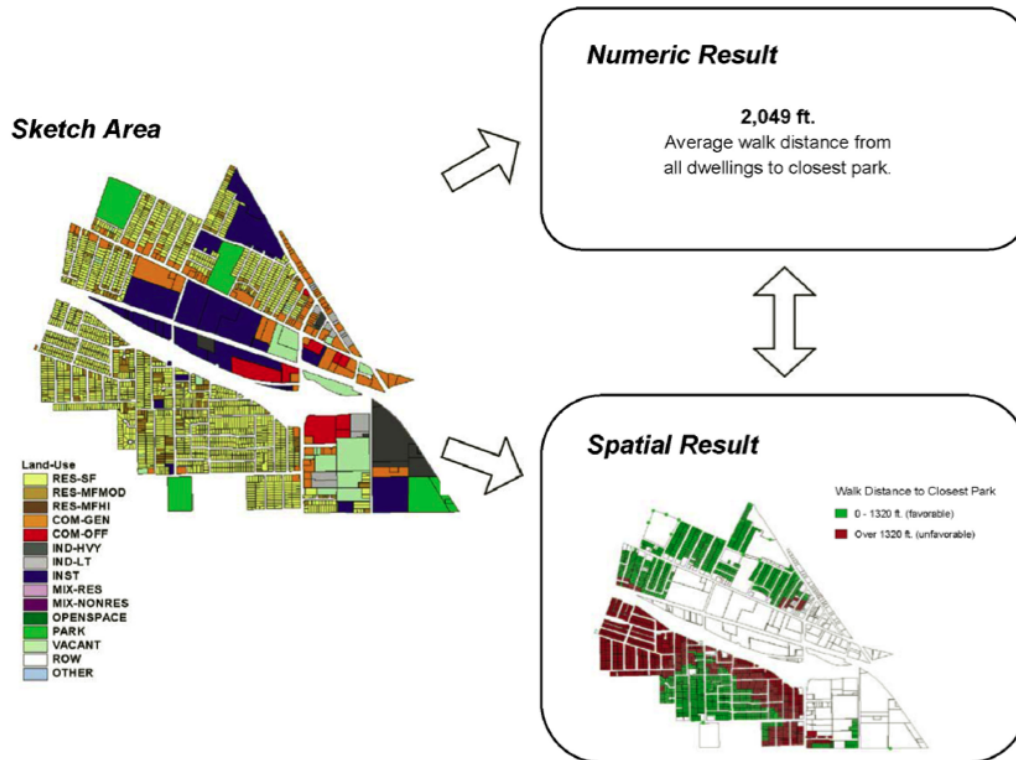 Numeric Result
2,049 ft.
Average walk distance from
all dwellings to closest park.
Sketch Area
Land-Use
RES-SF
RES-MFMOD
RES-MFHI
COM-GEN
COM-OFF
IND-HVY
IND-LT
INST
MIX-RES
MIX-NONRES
OPENSPACE
PARK
VACANT
ROW
OTHER
Spatial Result
Walk Distance to Closest Park
0 - 1320 ft. (favorable)
Over 1320 ft. (unfavorable)